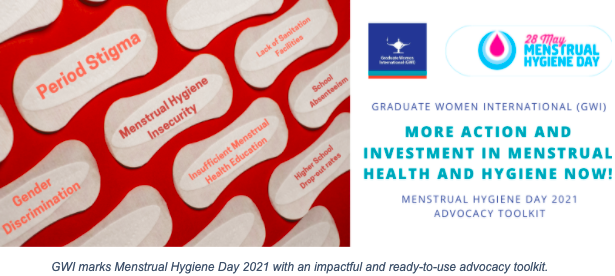 Period Stigma
Lack of Sanitation
Facilities
Menstrual Hygiene
Insecurity
School
Absenteeism
Insufficient Menstrual
Health Education
Higher School
Drop-out rates
Gender
Discrimination
Graduate Women
International (GWI)
28 May
MENSTRUAL
HYGIENE DAY
GRADUATE WOMEN INTERNATIONAL (GWI)
MORE ACTION AND
INVESTMENT IN MENSTRUAL
HEALTH AND HYGIENE NOW!
MENSTRUAL HYGIENE DAY 2021
ADVOCACY TOOLKIT
GWI marks Menstrual Hygiene Day 2021 with an impactful and ready-to-use advocacy toolkit.